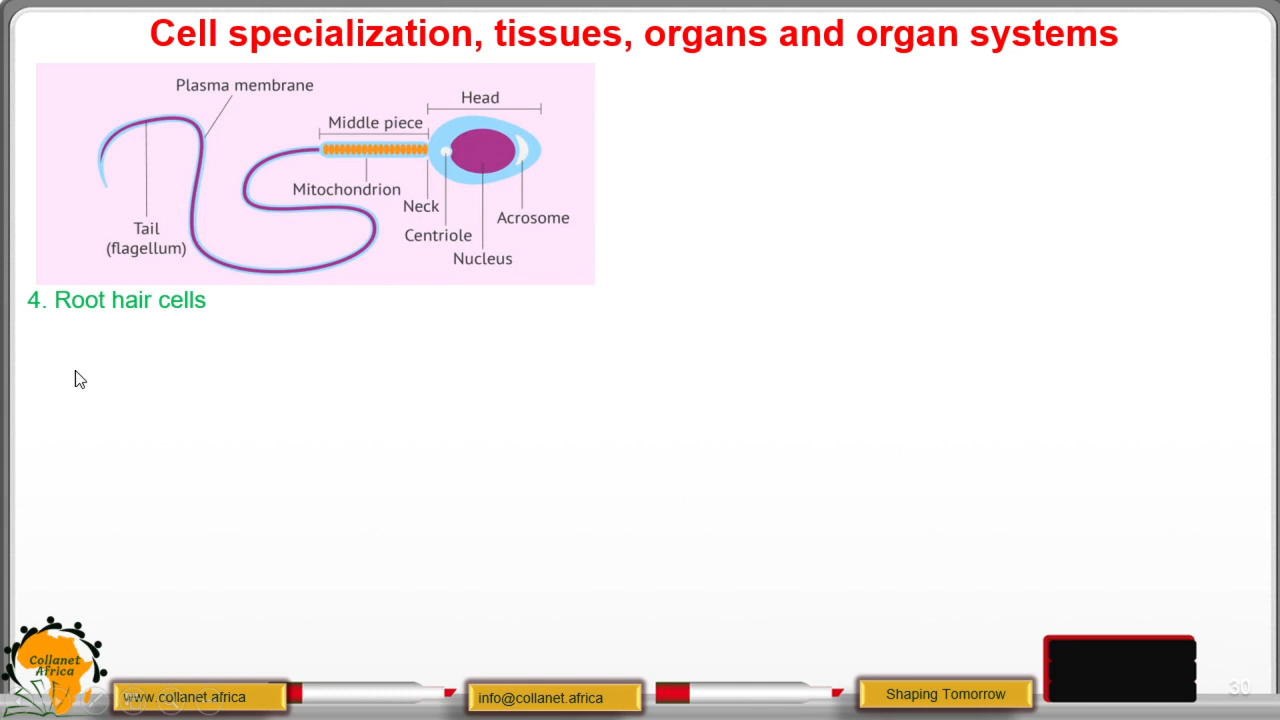 Cell specialization, tissues, organs and organ systems
Plasma membrane
Head
Middle piece
Mitochondrion
Neck
Acrosome
Tail
(flagellum)
Centriole
Nucleus
4. Root hair cells
Collanet
Africa
www.collanet.africa
info@collanet.africa
Shaping Tomorrow
30